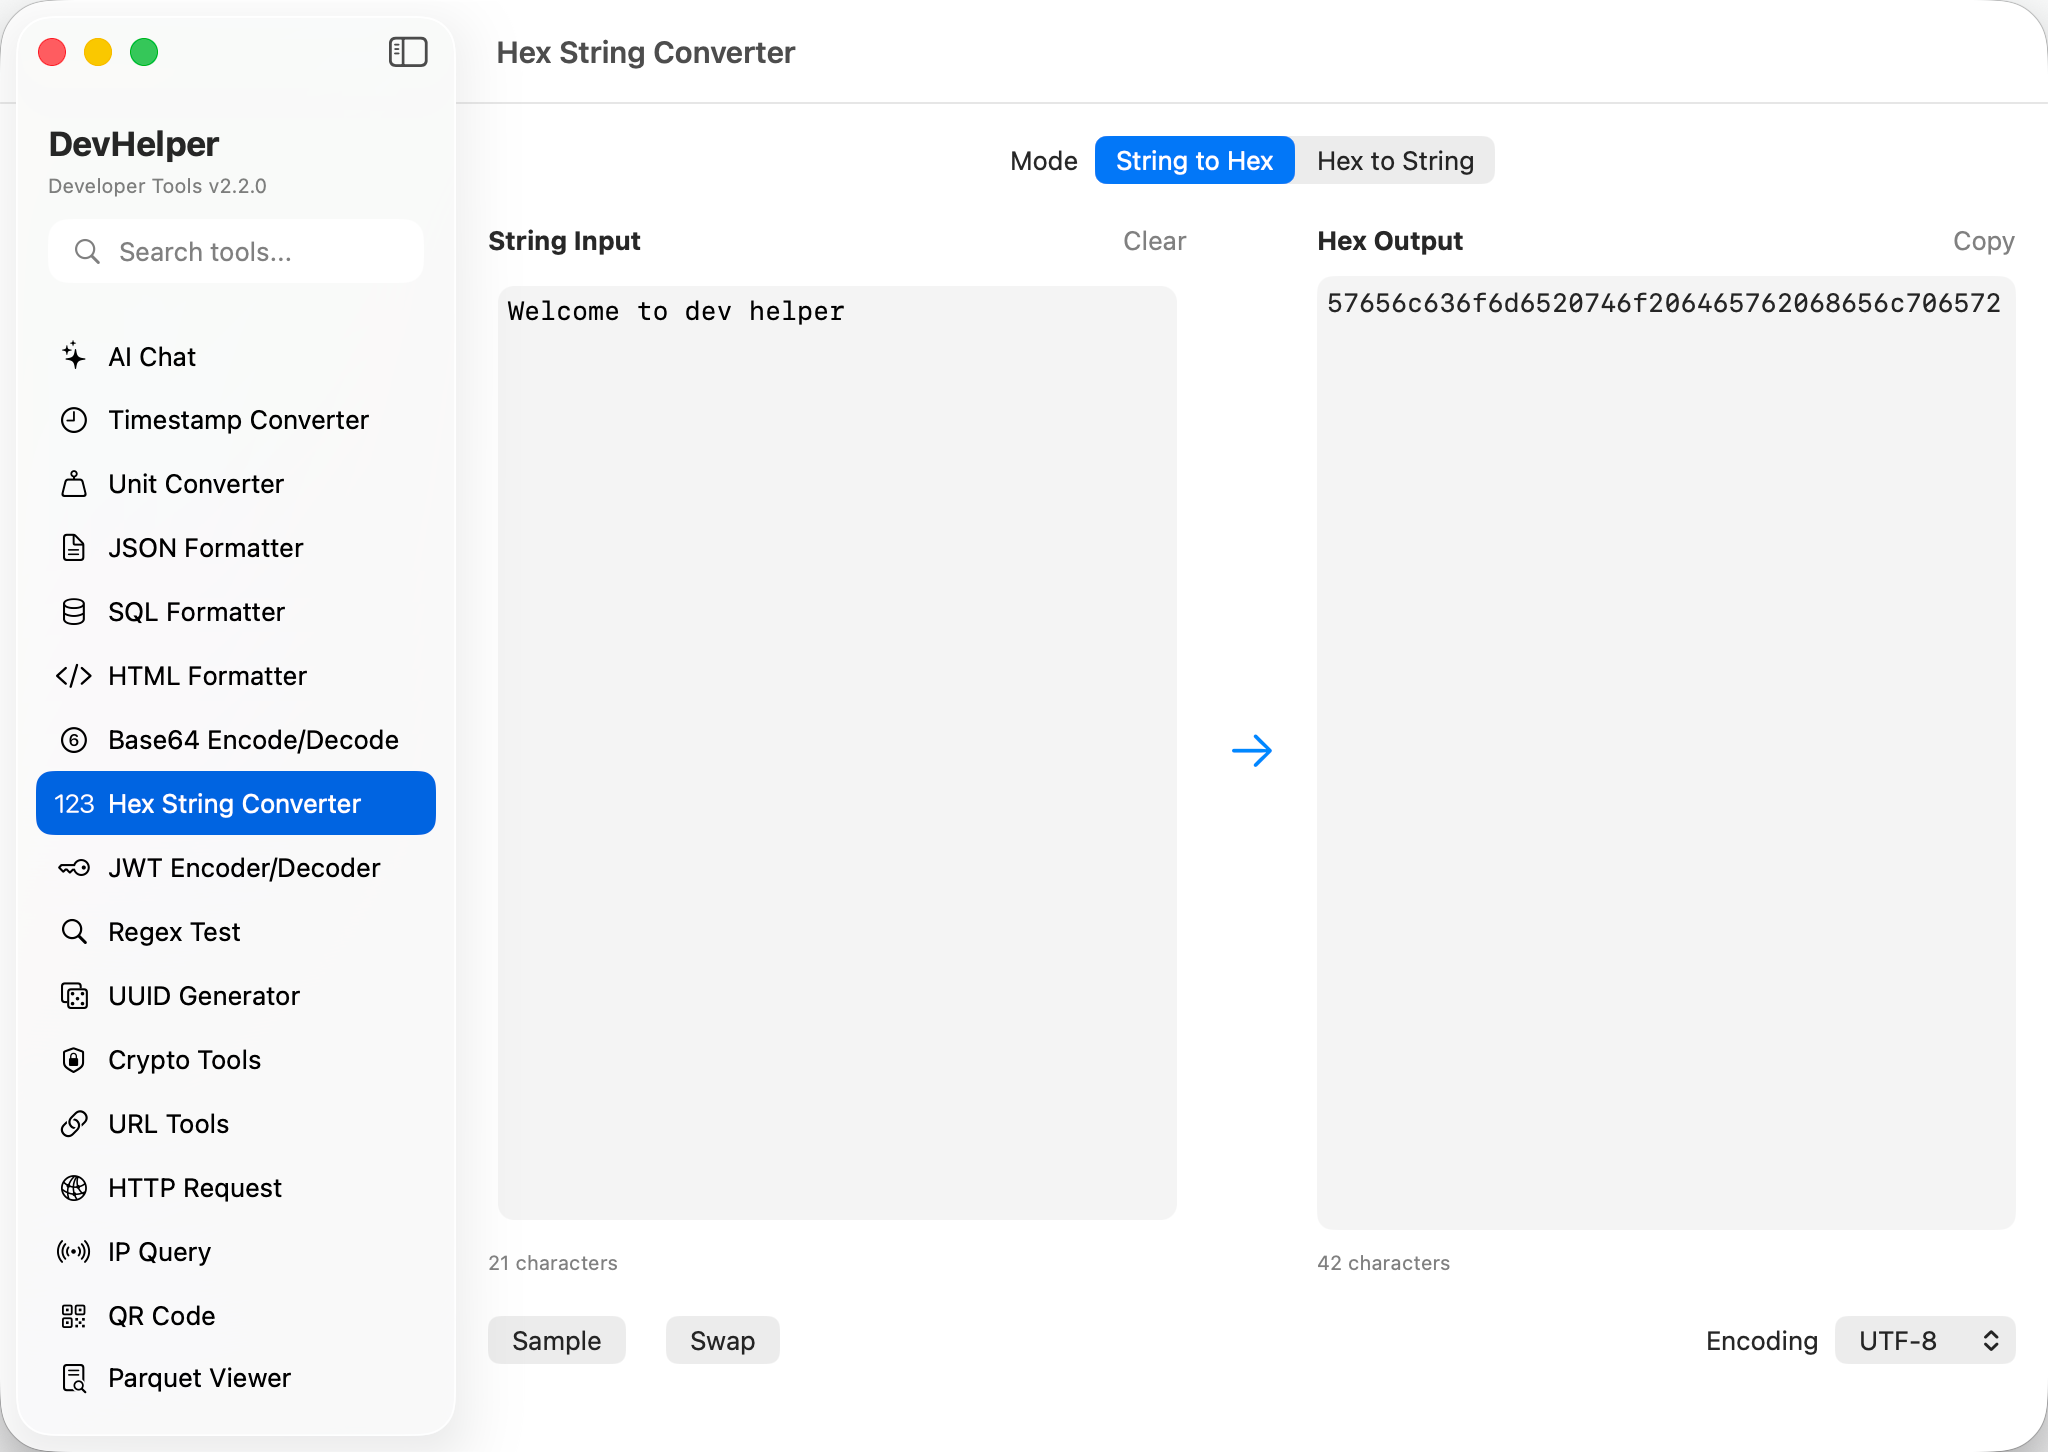 Hex String Converter
DevHelper
Developer Tools v2.2.0
Search tools...
AI Chat
Timestamp Converter
Unit Converter
JSON Formatter
SQL Formatter
</> HTML Formatter
6 Base64 Encode/Decode
123 Hex String Converter
JWT Encoder/Decoder
Regex Test
UUID Generator
Crypto Tools
URL Tools
HTTP Request
IP Query
QR Code
Parquet Viewer
Mode String to Hex Hex to String
String Input Clear
Welcome to dev helper
21 characters
Sample Swap
Hex Output Copy
57656c636f6d6520746f206465762068656c706572
42 characters
Encoding UTF-8